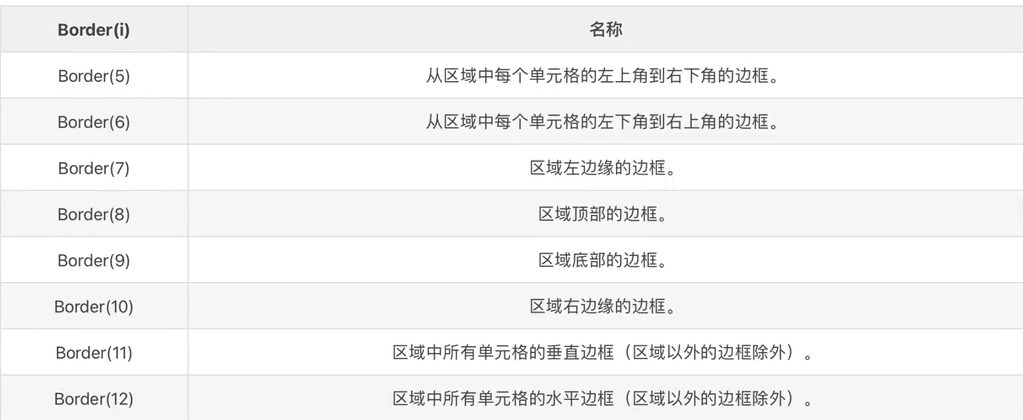 Border(i) 名称
Border(5) 从区域中每个单元格的左上角到右下角的边框。
Border(6) 从区域中每个单元格的左下角到右上角的边框。
Border(7) 区域左边缘的边框。
Border(8) 区域顶部的边框。
Border(9) 区域底部的边框。
Border(10) 区域右边缘的边框。
Border(11) 区域中所有单元格的垂直边框（区域以外的边框除外）。
Border(12) 区域中所有单元格的水平边框（区域以外的边框除外）。